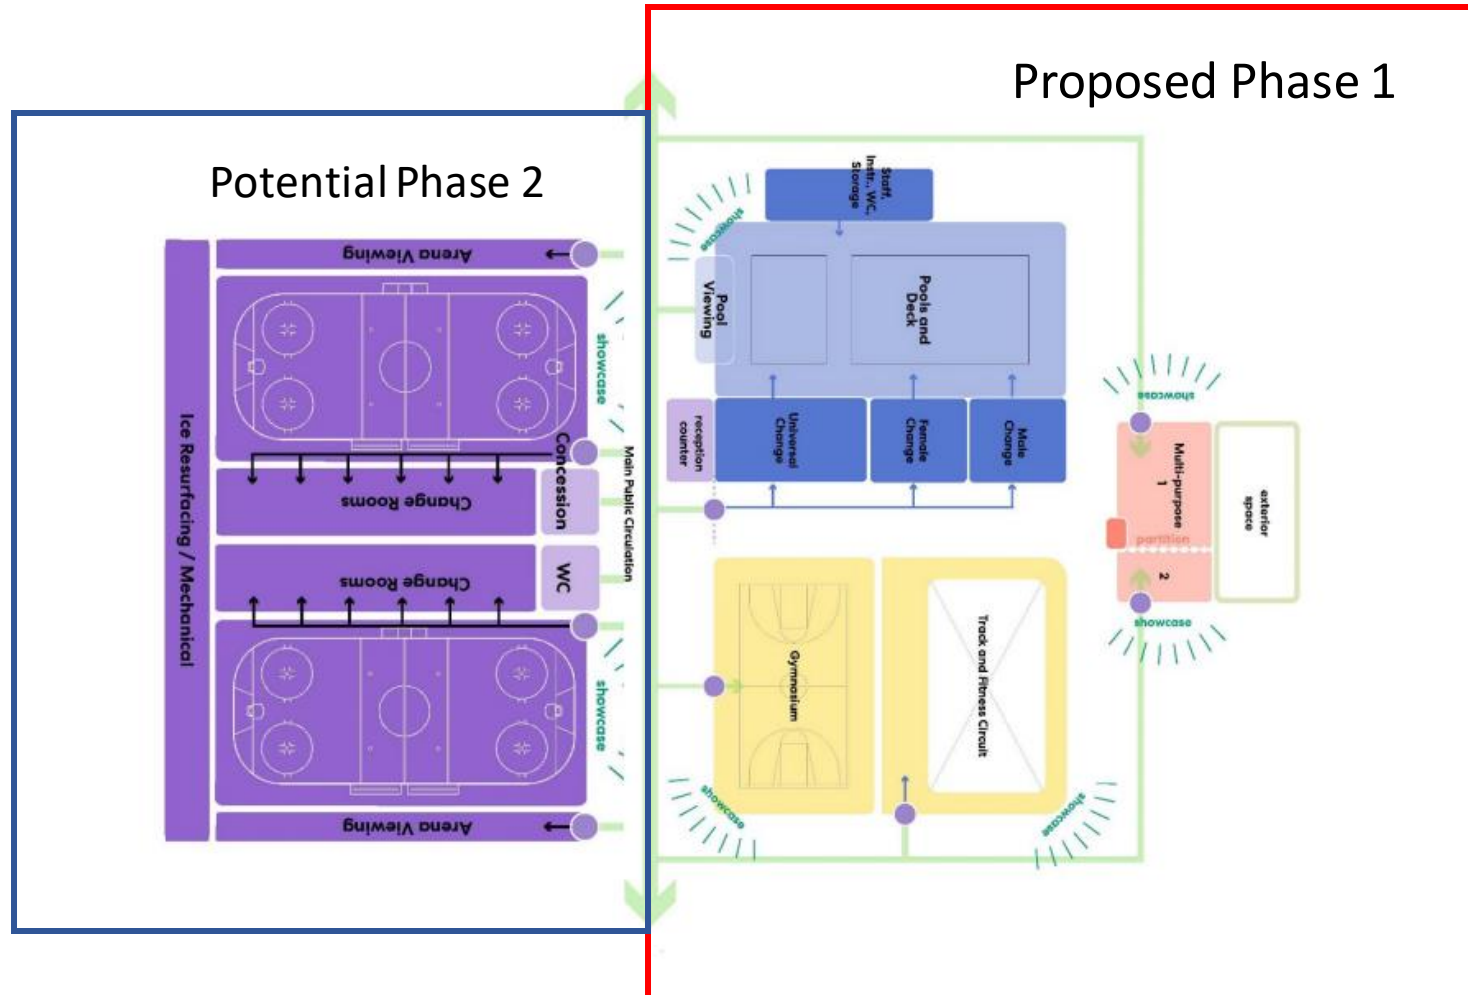 Proposed Phase 1
Potential Phase 2
Arena Viewing
showcase
Ice Resurfacing / Mechanical
Concession
Change Rooms
Main Public Circulation
Change Rooms
WC
showcase
Arena Viewing
Staff,
Instr., WC,
Storage
showcase
Pool
Viewing
Pools and
Deck
reception
counter
Universal
Change
Female
Change
Male
Change
showcase
Multi-purpose
1
partition
2
exterior
space
showcase
Gymnasium
Track and Fitness Circuit
showcase
showcase